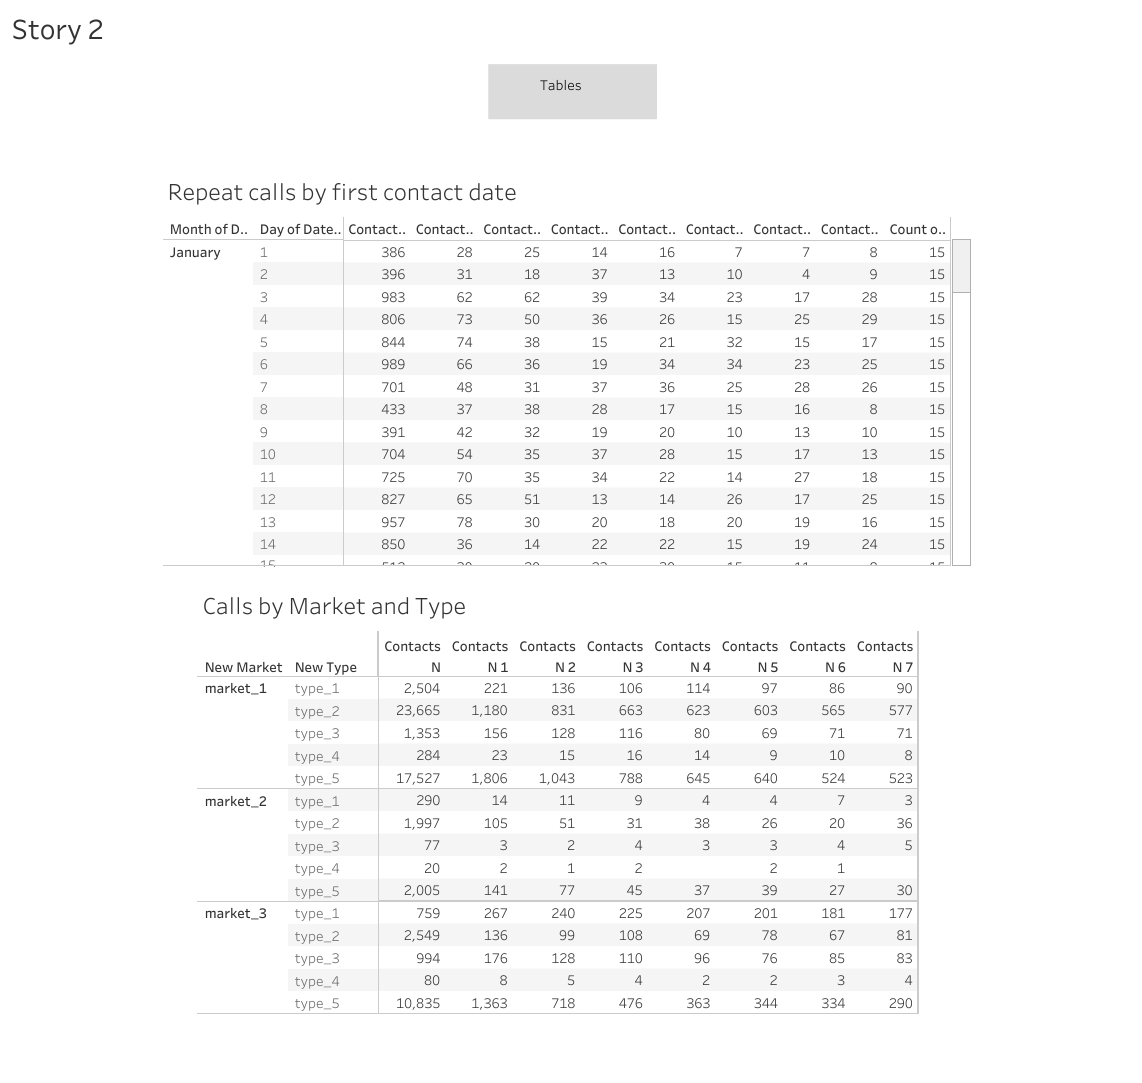 Story 2
Tables
Repeat calls by first contact date
Month of D.. Day of Date.. Contact.. Contact.. Contact.. Contact.. Contact.. Contact.. Contact.. Contact.. Count o..
January 1 386 28 25 14 16 7 7 8 15
2 396 31 18 37 13 10 4 9 15
3 983 62 62 39 34 23 17 28 15
4 806 73 50 36 26 15 25 29 15
5 844 74 38 15 21 32 15 17 15
6 989 66 36 19 34 34 23 25 15
7 701 48 31 37 36 25 28 26 15
8 433 37 38 28 17 15 16 8 15
9 391 42 32 19 20 10 13 10 15
10 704 54 35 37 28 15 17 13 15
11 725 70 35 34 22 14 27 18 15
12 827 65 51 13 14 26 17 25 15
13 957 78 30 20 18 20 19 16 15
14 850 36 14 22 22 15 19 24 15
15
Calls by Market and Type
Contacts Contacts Contacts Contacts Contacts Contacts Contacts Contacts
New Market New Type N N 1 N 2 N 3 N 4 N 5 N 6 N 7
market_1 type_1 2,504 221 136 106 114 97 86 90
type_2 23,665 1,180 831 663 623 603 565 577
type_3 1,353 156 128 116 80 69 71 71
type_4 284 23 15 16 14 9 10 8
type_5 17,527 1,806 1,043 788 645 640 524 523
market_2 type_1 290 14 11 9 4 4 7 3
type_2 1,997 105 51 31 38 26 20 36
type_3 77 3 2 4 3 3 4 5
type_4 20 2 1 2 2 1
type_5 2,005 141 77 45 37 39 27 30
market_3 type_1 759 267 240 225 207 201 181 177
type_2 2,549 136 99 108 69 78 67 81
type_3 994 176 128 110 96 76 85 83
type_4 80 8 5 4 2 2 3 4
type_5 10,835 1,363 718 476 363 344 334 290